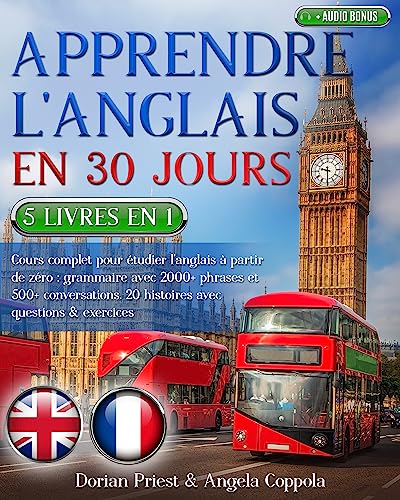 + AUDIO BONUS
APPRENDRE
L'ANGLAIS
EN 30 JOURS
5 LIVRES EN 1
Cours complet pour étudier l'anglais à partir
de zéro : grammaire avec 2000+ phrases et
500+ conversations. 20 histoires avec
questions & exercices
Dorian Priest & Angela Coppola